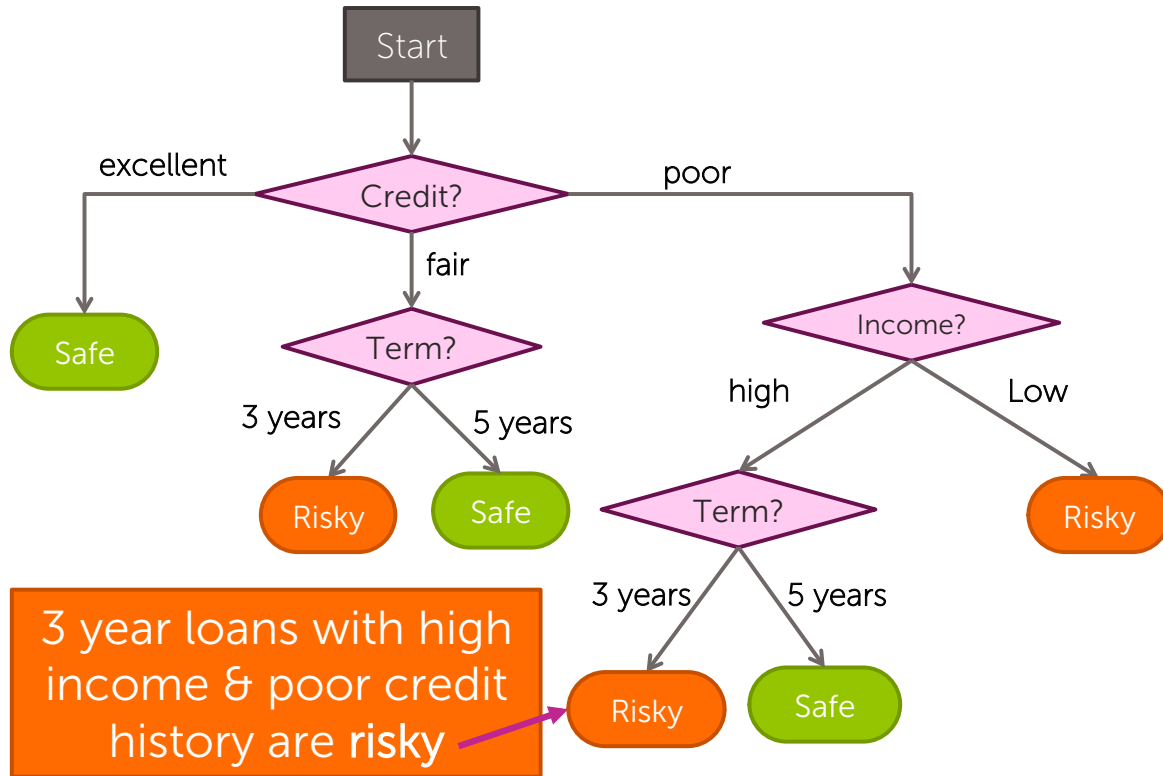 Start
excellent
Credit?
poor
fair
Safe
Term?
Income?
3 years
5 years
high
Low
Risky
Safe
Term?
Risky
3 years
5 years
3 year loans with high
income & poor credit
history are risky
Risky
Safe